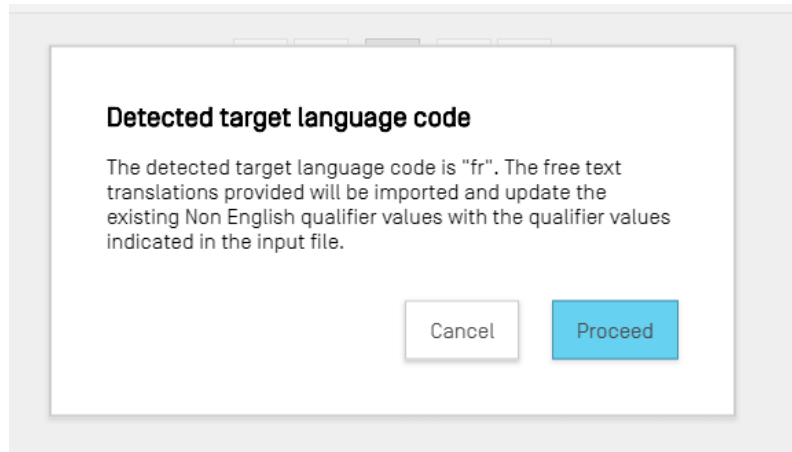 Detected target language code
The detected target language code is "fr". The free text
translations provided will be imported and update the
existing Non English qualifier values with the qualifier values
indicated in the input file.
Cancel
Proceed